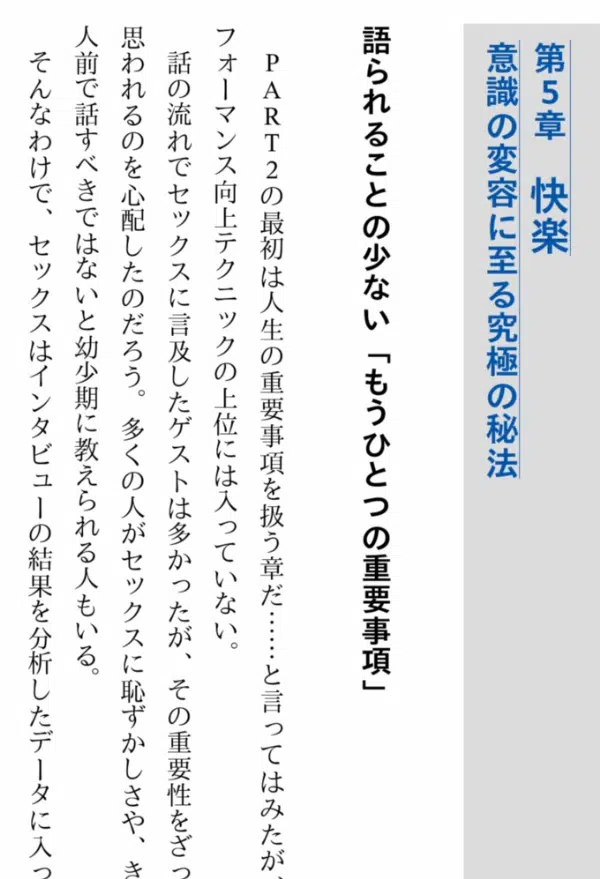 第5章　快楽
意識の変容に至る究極の秘法
語られることの少ない「もうひとつの重要事項」
PART2の最初は人生の重要事項を扱う章だ……と言ってはみたが、
フォーマンス向上テクニックの上位には入っていない。
話の流れでセックスに言及したゲストは多かったが、その重要性をざっ
思われるのを心配したのだろう。多くの人がセックスに恥ずかしさや、き
人前で話すべきではないと幼少期に教えられる人もいる。
そんなわけで、セックスはインタビューの結果を分析したデータに入っ